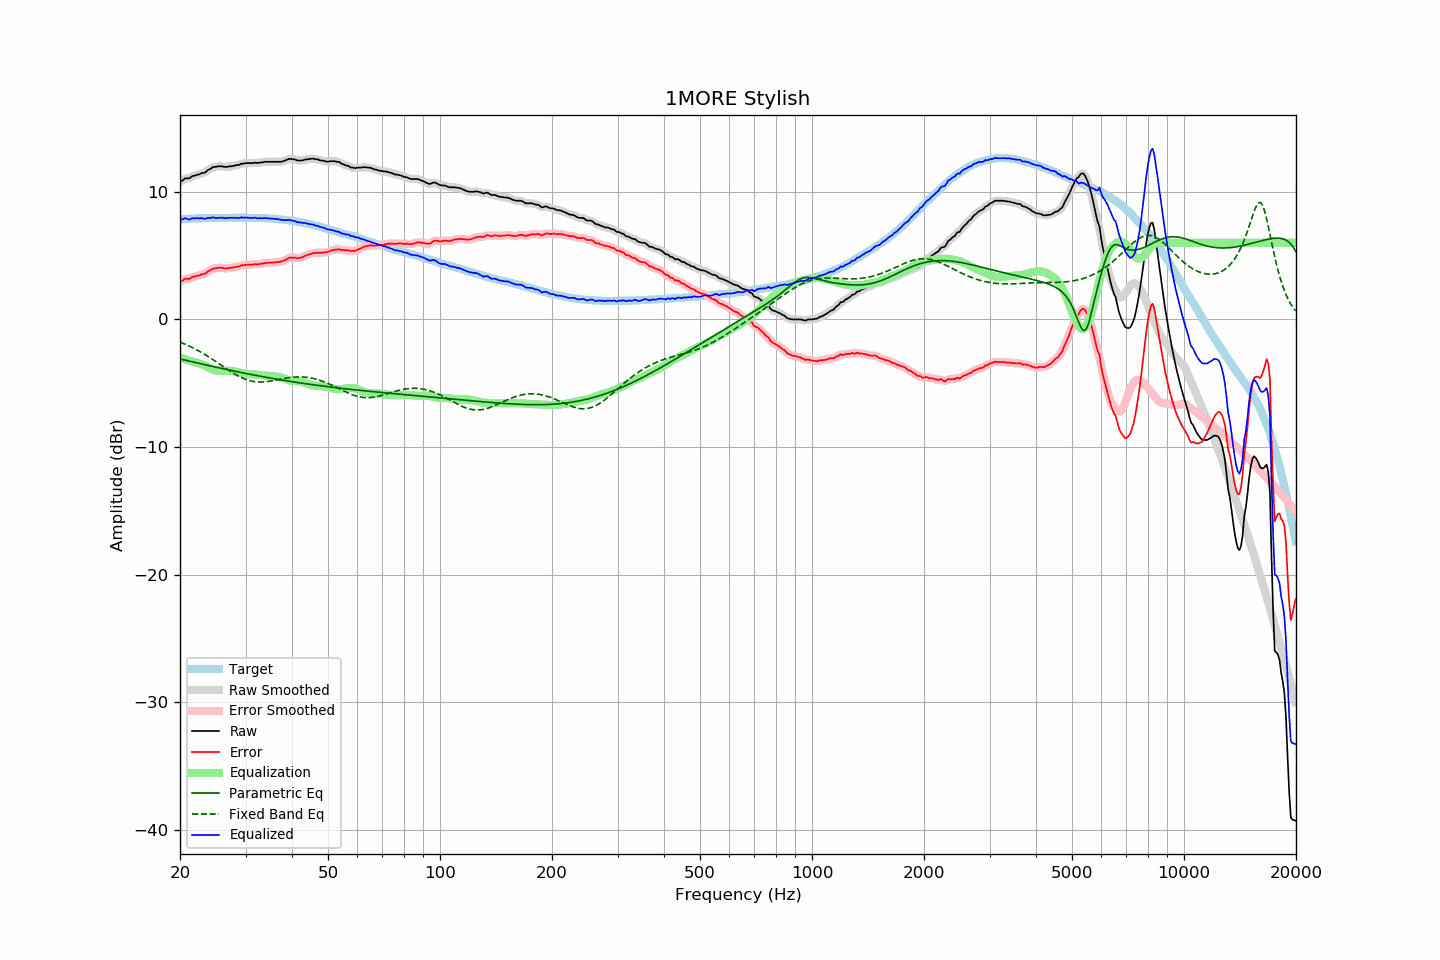 1MORE Stylish
Amplitude (dBr)
10
0
−10
−20
−30
−40
Target
Raw Smoothed
Error Smoothed
Raw
Error
Equalization
Parametric Eq
Fixed Band Eq
Equalized
20 50 100 200 500 1000 2000 5000 10000 20000
Frequency (Hz)